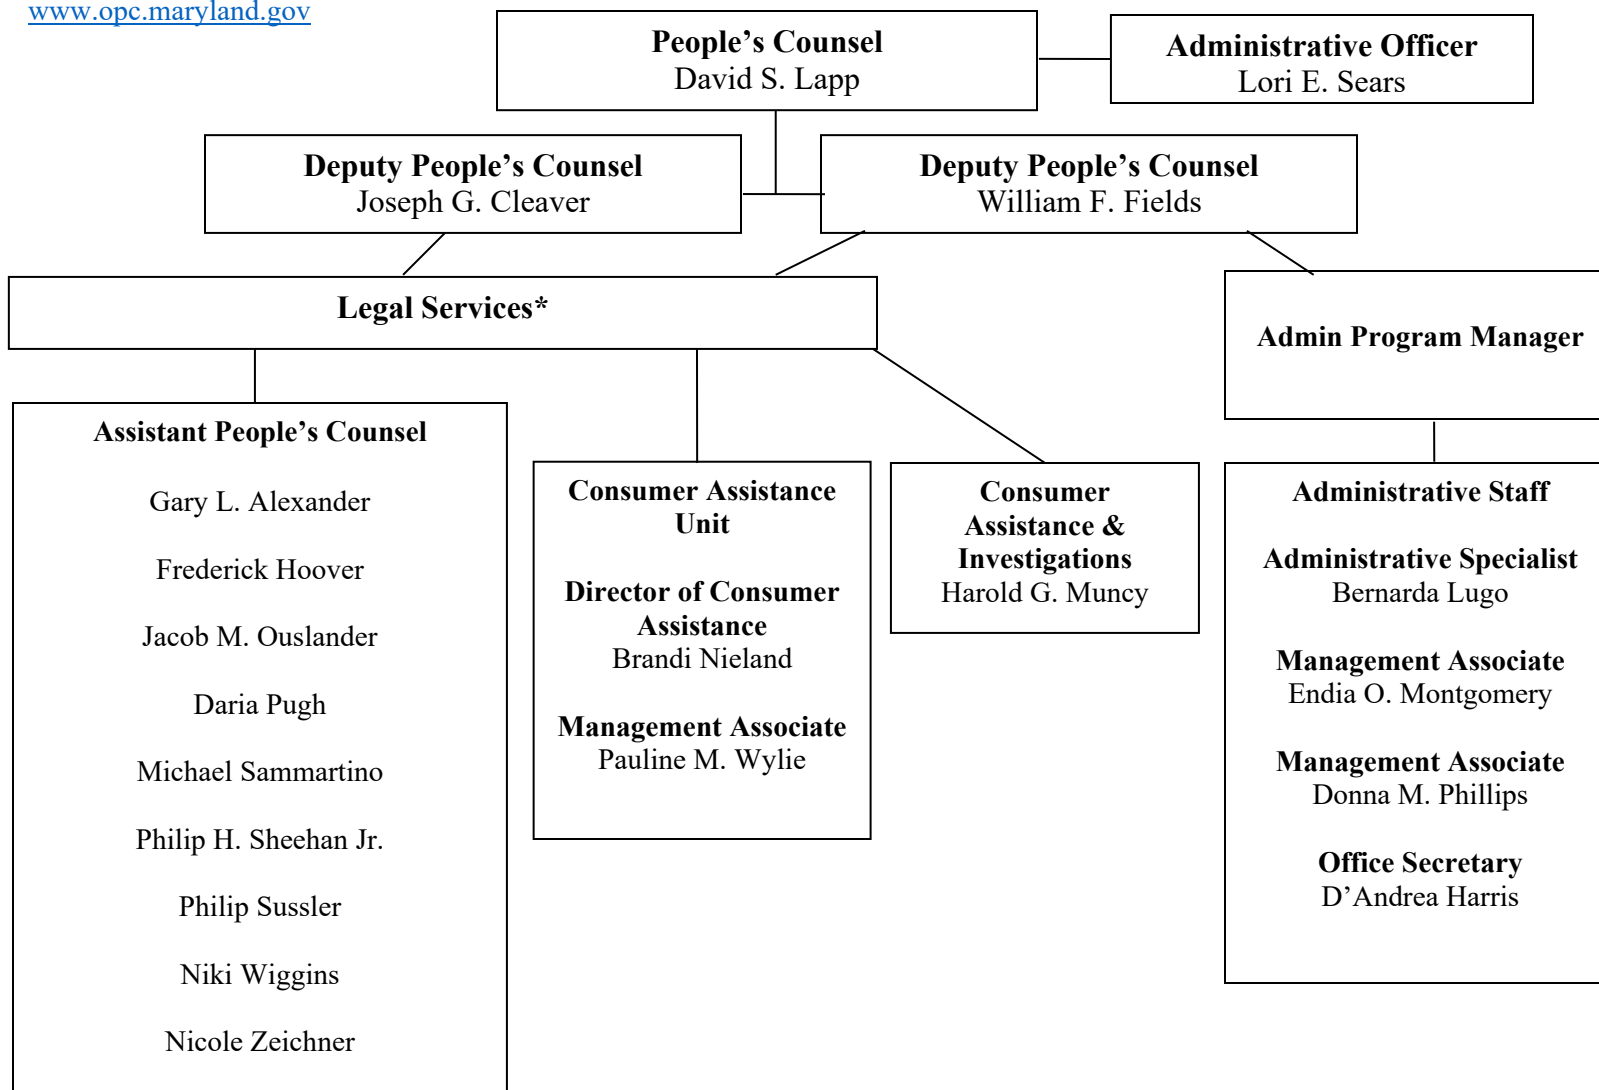 www.opc.maryland.gov
People’s Counsel
David S. Lapp
Administrative Officer
Lori E. Sears
Deputy People’s Counsel
Joseph G. Cleaver
Deputy People’s Counsel
William F. Fields
Legal Services*
Admin Program Manager
Assistant People’s Counsel
Gary L. Alexander
Frederick Hoover
Jacob M. Ouslander
Daria Pugh
Michael Sammartino
Philip H. Sheehan Jr.
Philip Sussler
Niki Wiggins
Nicole Zeichner
Consumer Assistance
Unit
Director of Consumer
Assistance
Brandi Nieland
Management Associate
Pauline M. Wylie
Consumer
Assistance &
Investigations
Harold G. Muncy
Administrative Staff
Administrative Specialist
Bernarda Lugo
Management Associate
Endia O. Montgomery
Management Associate
Donna M. Phillips
Office Secretary
D’Andrea Harris